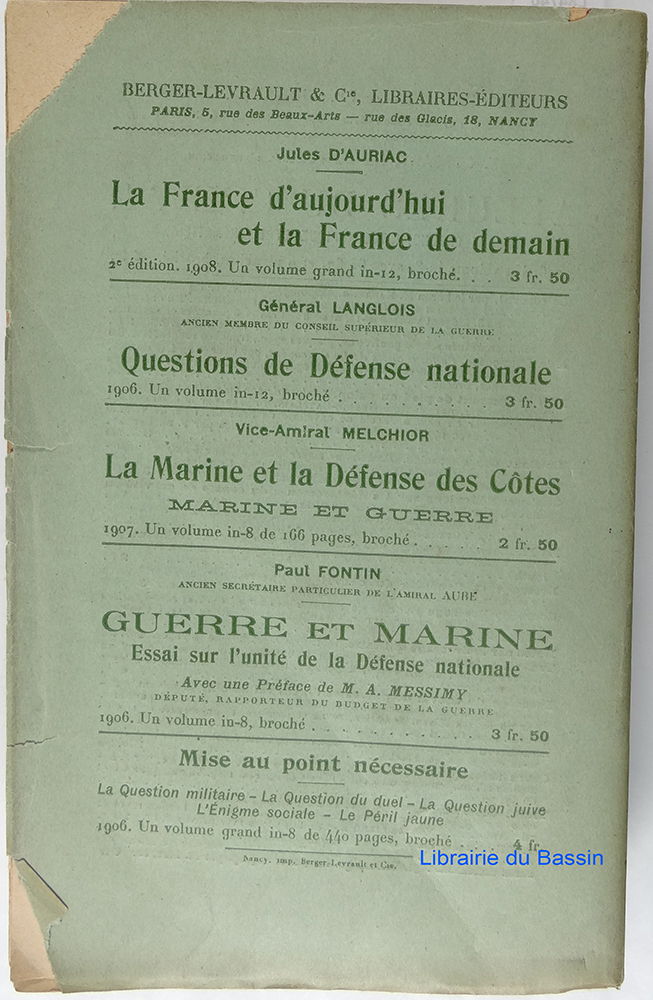 BERGER-LEVRAULT & Cie, LIBRAIRES-ÉDITEURS
PARIS, 5, rue des Beaux-Arts — rue des Glacis, 18, NANCY
Jules D'AURIAC
La France d'aujourd'hui
et la France de demain
2e édition. 1908. Un volume grand in-12, broché. . . 3 fr. 50
Général LANGLOIS
ANCIEN MEMBRE DU CONSEIL SUPÉRIEUR DE LA GUERRE
Questions de Défense nationale
1906. Un volume in-12, broché . . . . . . . . . . 3 fr. 50
Vice-Amiral MELCHIOR
La Marine et la Défense des Côtes
MARINE ET GUERRE
1907. Un volume in-8 de 166 pages, broché . . . . . 2 fr. 50
Paul FONTIN
ANCIEN SECRÉTAIRE PARTICULIER DE L'AMIRAL AUBE
GUERRE ET MARINE
Essai sur l'unité de la Défense nationale
Avec une Préface de M. A. MESSIMY
DÉPUTÉ, RAPPORTEUR DU BUDGET DE LA GUERRE
1906. Un volume in-8, broché . . . . . . . . . . . 3 fr. 50
Mise au point nécessaire
La Question militaire – La Question du duel – La Question juive
L'Énigme sociale – Le Péril jaune
1906. Un volume grand in-8 de 440 pages, broché . . . . 4 fr.
Nancy, imp. Berger-Levrault et Cie.
Librairie du Bassin